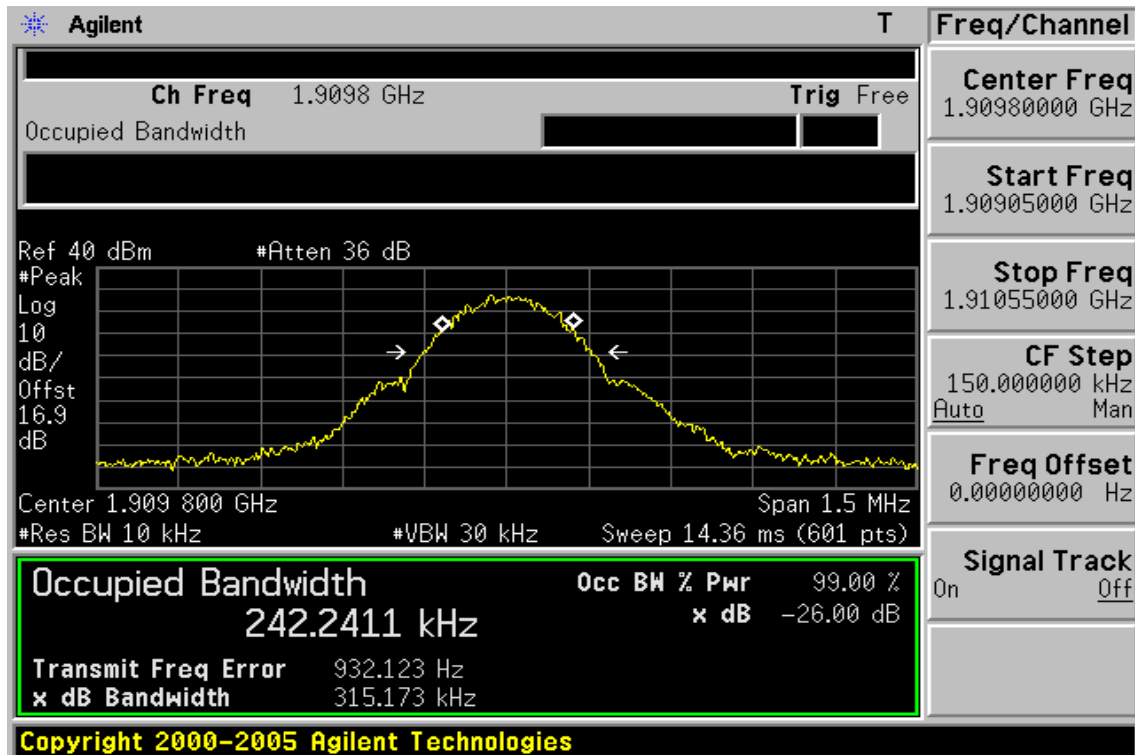 Agilent T Freq/Channel
Ch Freq 1.9098 GHz Trig Free
Occupied Bandwidth
Ref 40 dBm #Atten 36 dB
#Peak
Log
10
dB/
Offst
16.9
dB
Center 1.909 800 GHz Span 1.5 MHz
#Res BW 10 kHz #VBW 30 kHz Sweep 14.36 ms (601 pts)
Occupied Bandwidth
242.2411 kHz
Occ BW % Pwr 99.00 %
x dB -26.00 dB
Transmit Freq Error 932.123 Hz
x dB Bandwidth 315.173 kHz
Center Freq
1.90980000 GHz
Start Freq
1.90905000 GHz
Stop Freq
1.91055000 GHz
CF Step
150.000000 kHz
Auto Man
Freq Offset
0.00000000 Hz
Signal Track
On Off
Copyright 2000-2005 Agilent Technologies